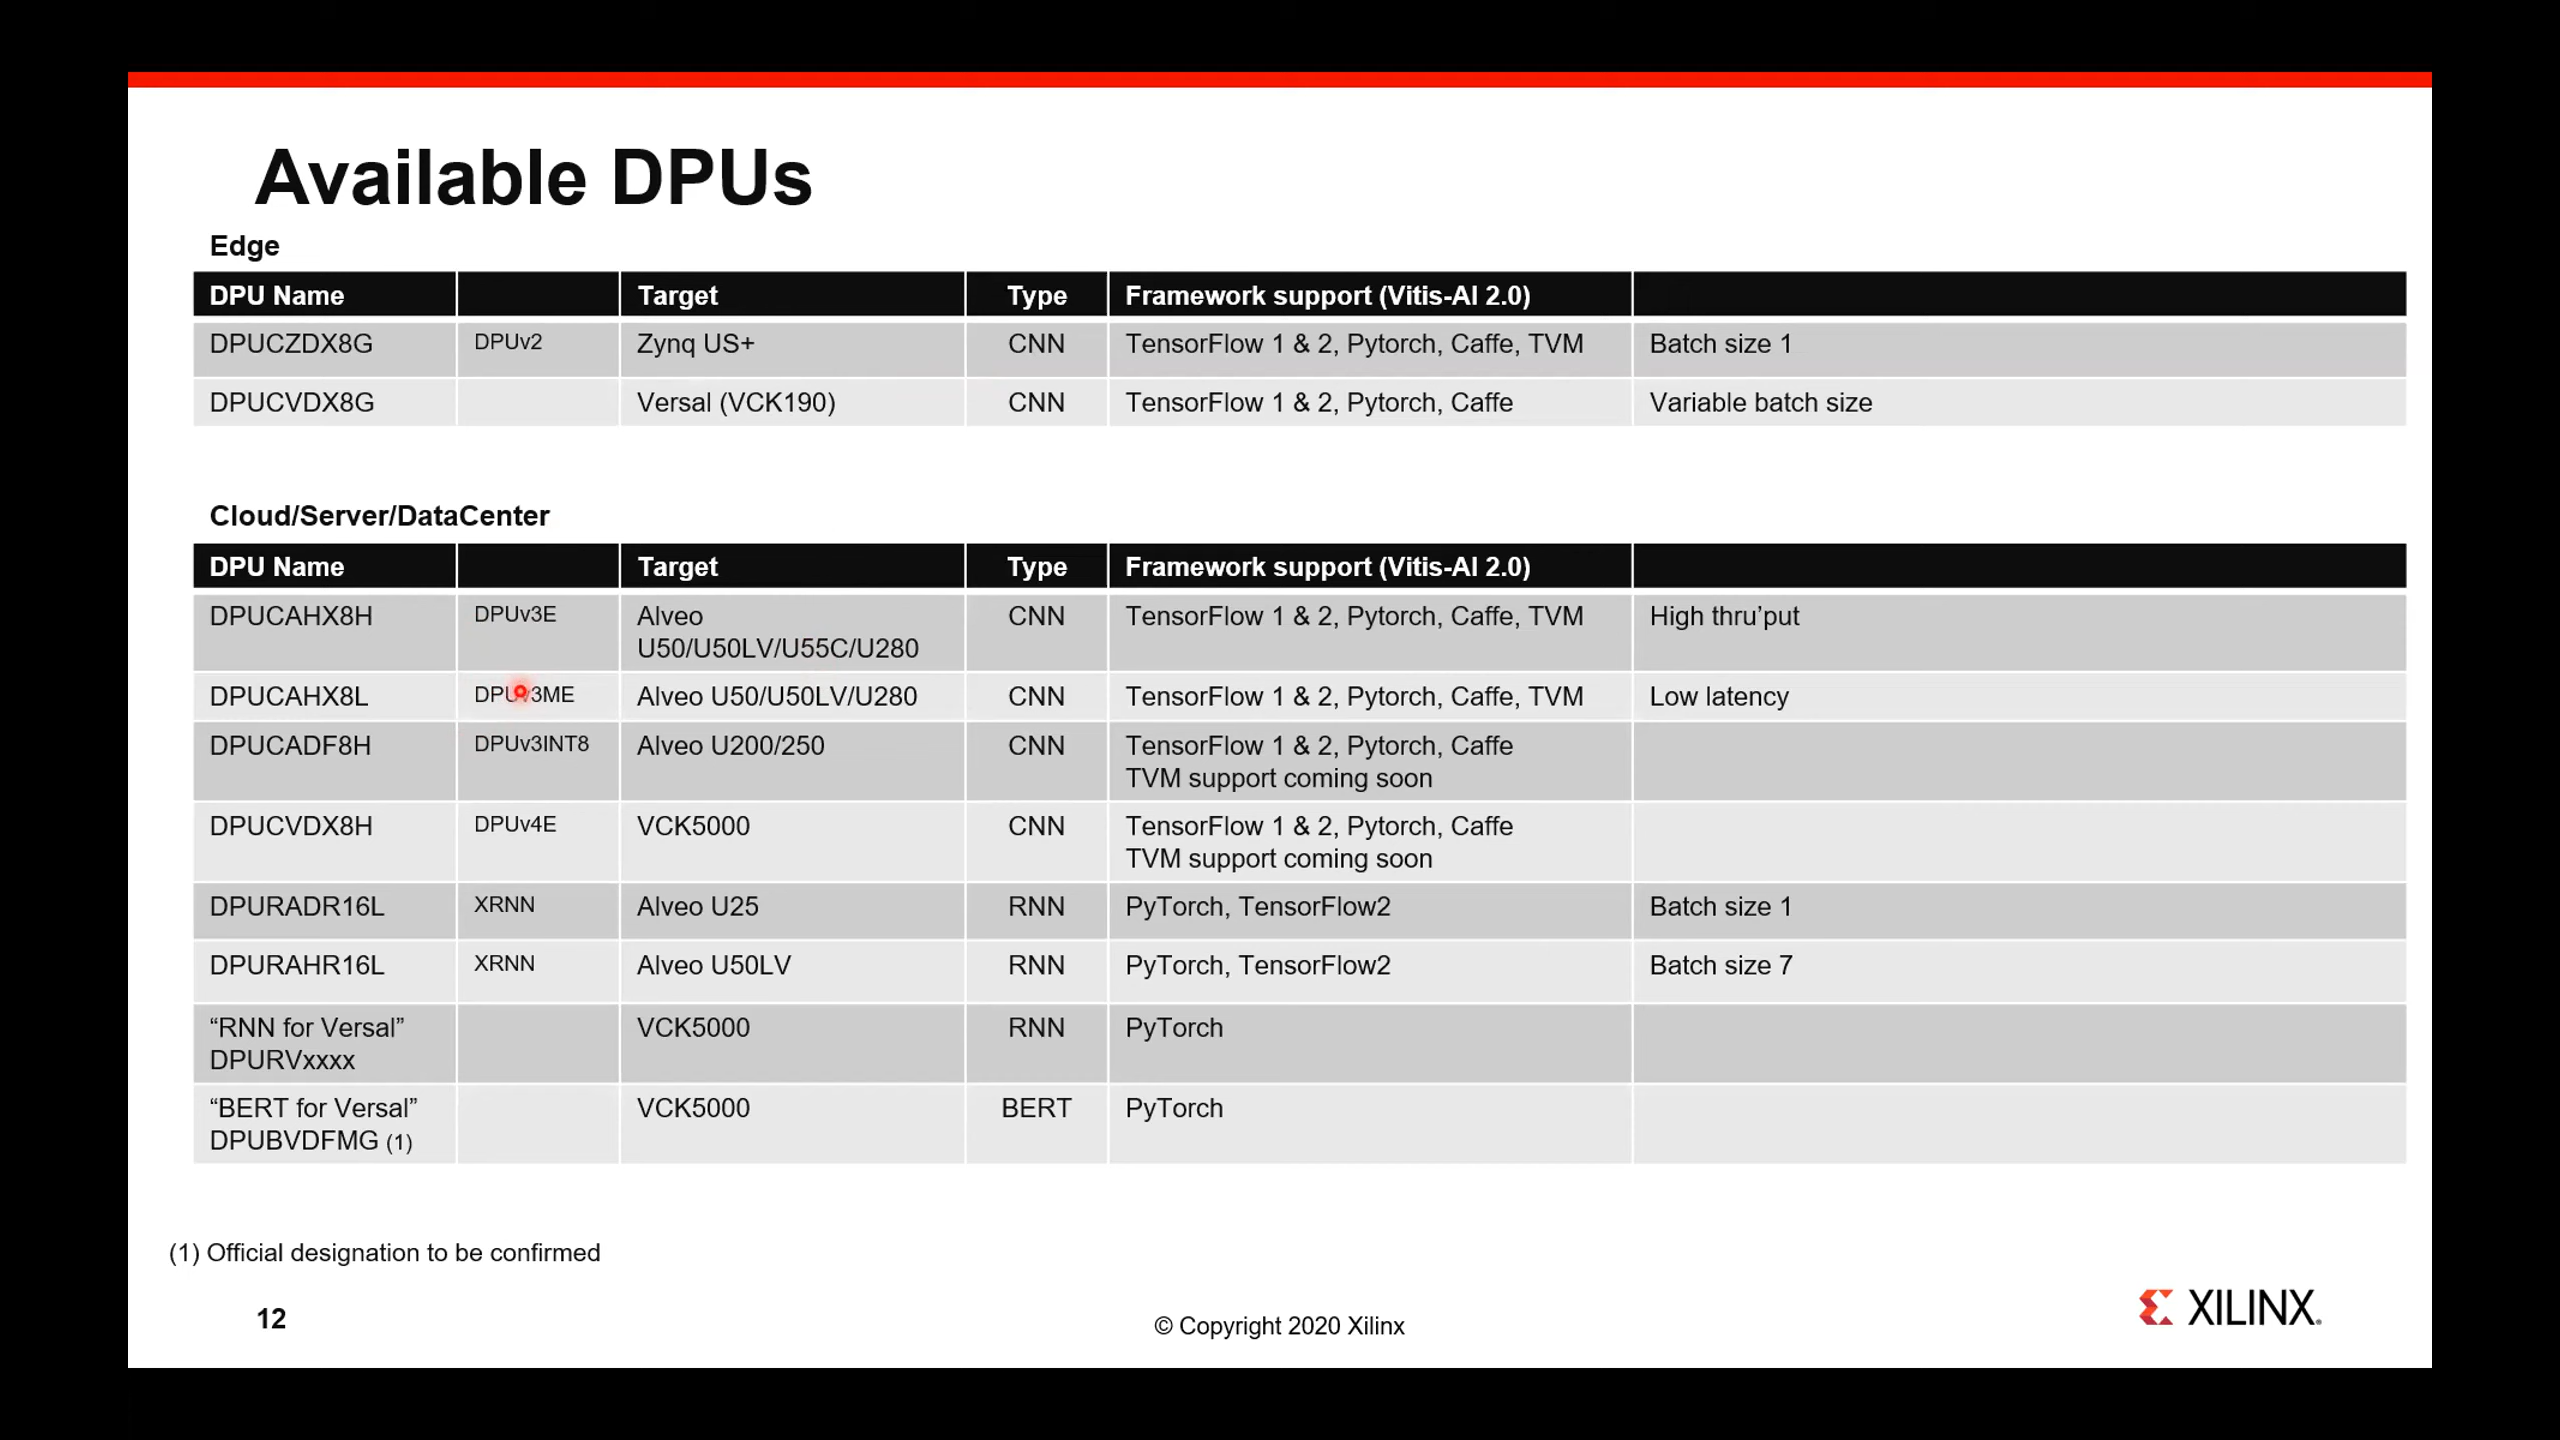 Available DPUs
Edge
DPU Name Target Type Framework support (Vitis-AI 2.0)
DPUCZDX8G DPUv2 Zynq US+ CNN TensorFlow 1 & 2, Pytorch, Caffe, TVM Batch size 1
DPUCVDX8G Versal (VCK190) CNN TensorFlow 1 & 2, Pytorch, Caffe Variable batch size
Cloud/Server/DataCenter
DPU Name Target Type Framework support (Vitis-AI 2.0)
DPUCAHX8H DPUv3E Alveo CNN TensorFlow 1 & 2, Pytorch, Caffe, TVM High thru’put
U50/U50LV/U55C/U280
DPUCAHX8L DPUv3ME Alveo U50/U50LV/U280 CNN TensorFlow 1 & 2, Pytorch, Caffe, TVM Low latency
DPUCADF8H DPUv3INT8 Alveo U200/250 CNN TensorFlow 1 & 2, Pytorch, Caffe
TVM support coming soon
DPUCVDX8H DPUv4E VCK5000 CNN TensorFlow 1 & 2, Pytorch, Caffe
TVM support coming soon
DPURADR16L XRNN Alveo U25 RNN PyTorch, TensorFlow2 Batch size 1
DPURAHR16L XRNN Alveo U50LV RNN PyTorch, TensorFlow2 Batch size 7
“RNN for Versal” VCK5000 RNN PyTorch
DPURVxxxx
“BERT for Versal” VCK5000 BERT PyTorch
DPUBVDFMG (1)
(1) Official designation to be confirmed
12
© Copyright 2020 Xilinx
XILINX.